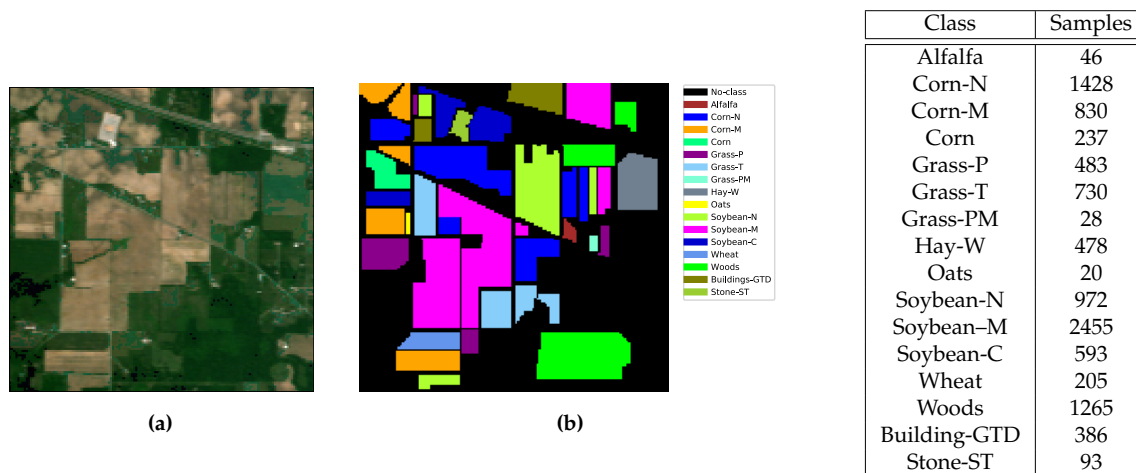 No-class
Alfalfa
Corn-N
Corn-M
Corn
Grass-P
Grass-T
Grass-PM
Hay-W
Oats
Soybean-N
Soybean-M
Soybean-C
Wheat
Woods
Buildings-GTD
Stone-ST
(a)
(b)
Class Samples
Alfalfa 46
Corn-N 1428
Corn-M 830
Corn 237
Grass-P 483
Grass-T 730
Grass-PM 28
Hay-W 478
Oats 20
Soybean-N 972
Soybean–M 2455
Soybean-C 593
Wheat 205
Woods 1265
Building-GTD 386
Stone-ST 93